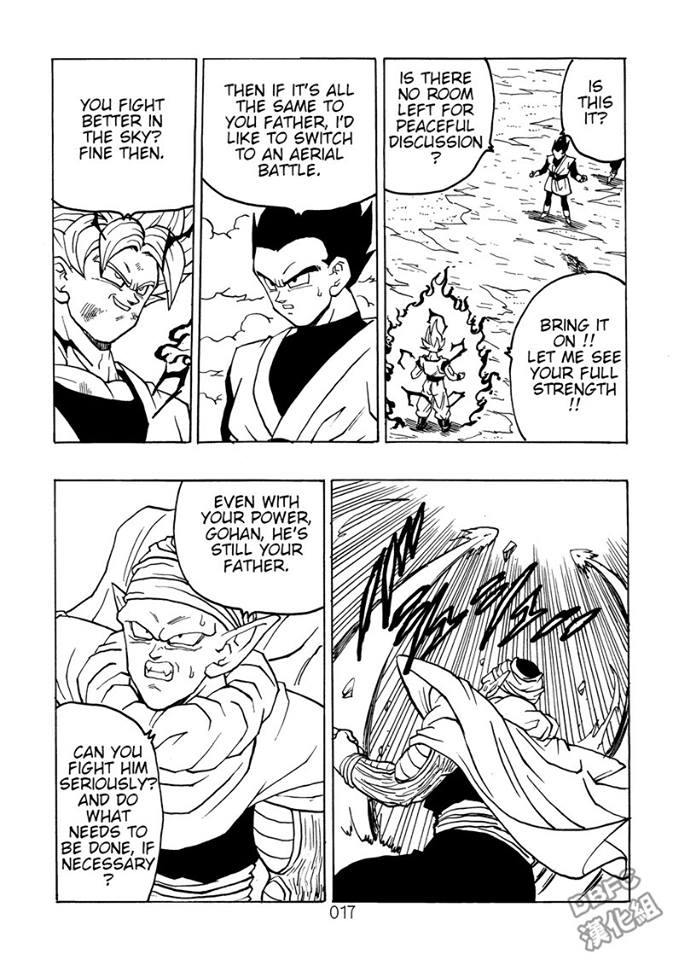 IS
THIS
IT?
IS THERE
NO ROOM
LEFT FOR
PEACEFUL
DISCUSSION
?
BRING IT
ON !!
LET ME SEE
YOUR FULL
STRENGTH
!!
THEN IF IT'S ALL
THE SAME TO
YOU FATHER, I'D
LIKE TO SWITCH
TO AN AERIAL
BATTLE.
YOU FIGHT
BETTER IN
THE SKY?
FINE THEN.
EVEN WITH
YOUR POWER,
GOHAN, HE'S
STILL YOUR
FATHER.
CAN YOU
FIGHT HIM
SERIOUSLY?
AND DO
WHAT
NEEDS TO
BE DONE, IF
NECESSARY
?
017
DBFC
漢化組